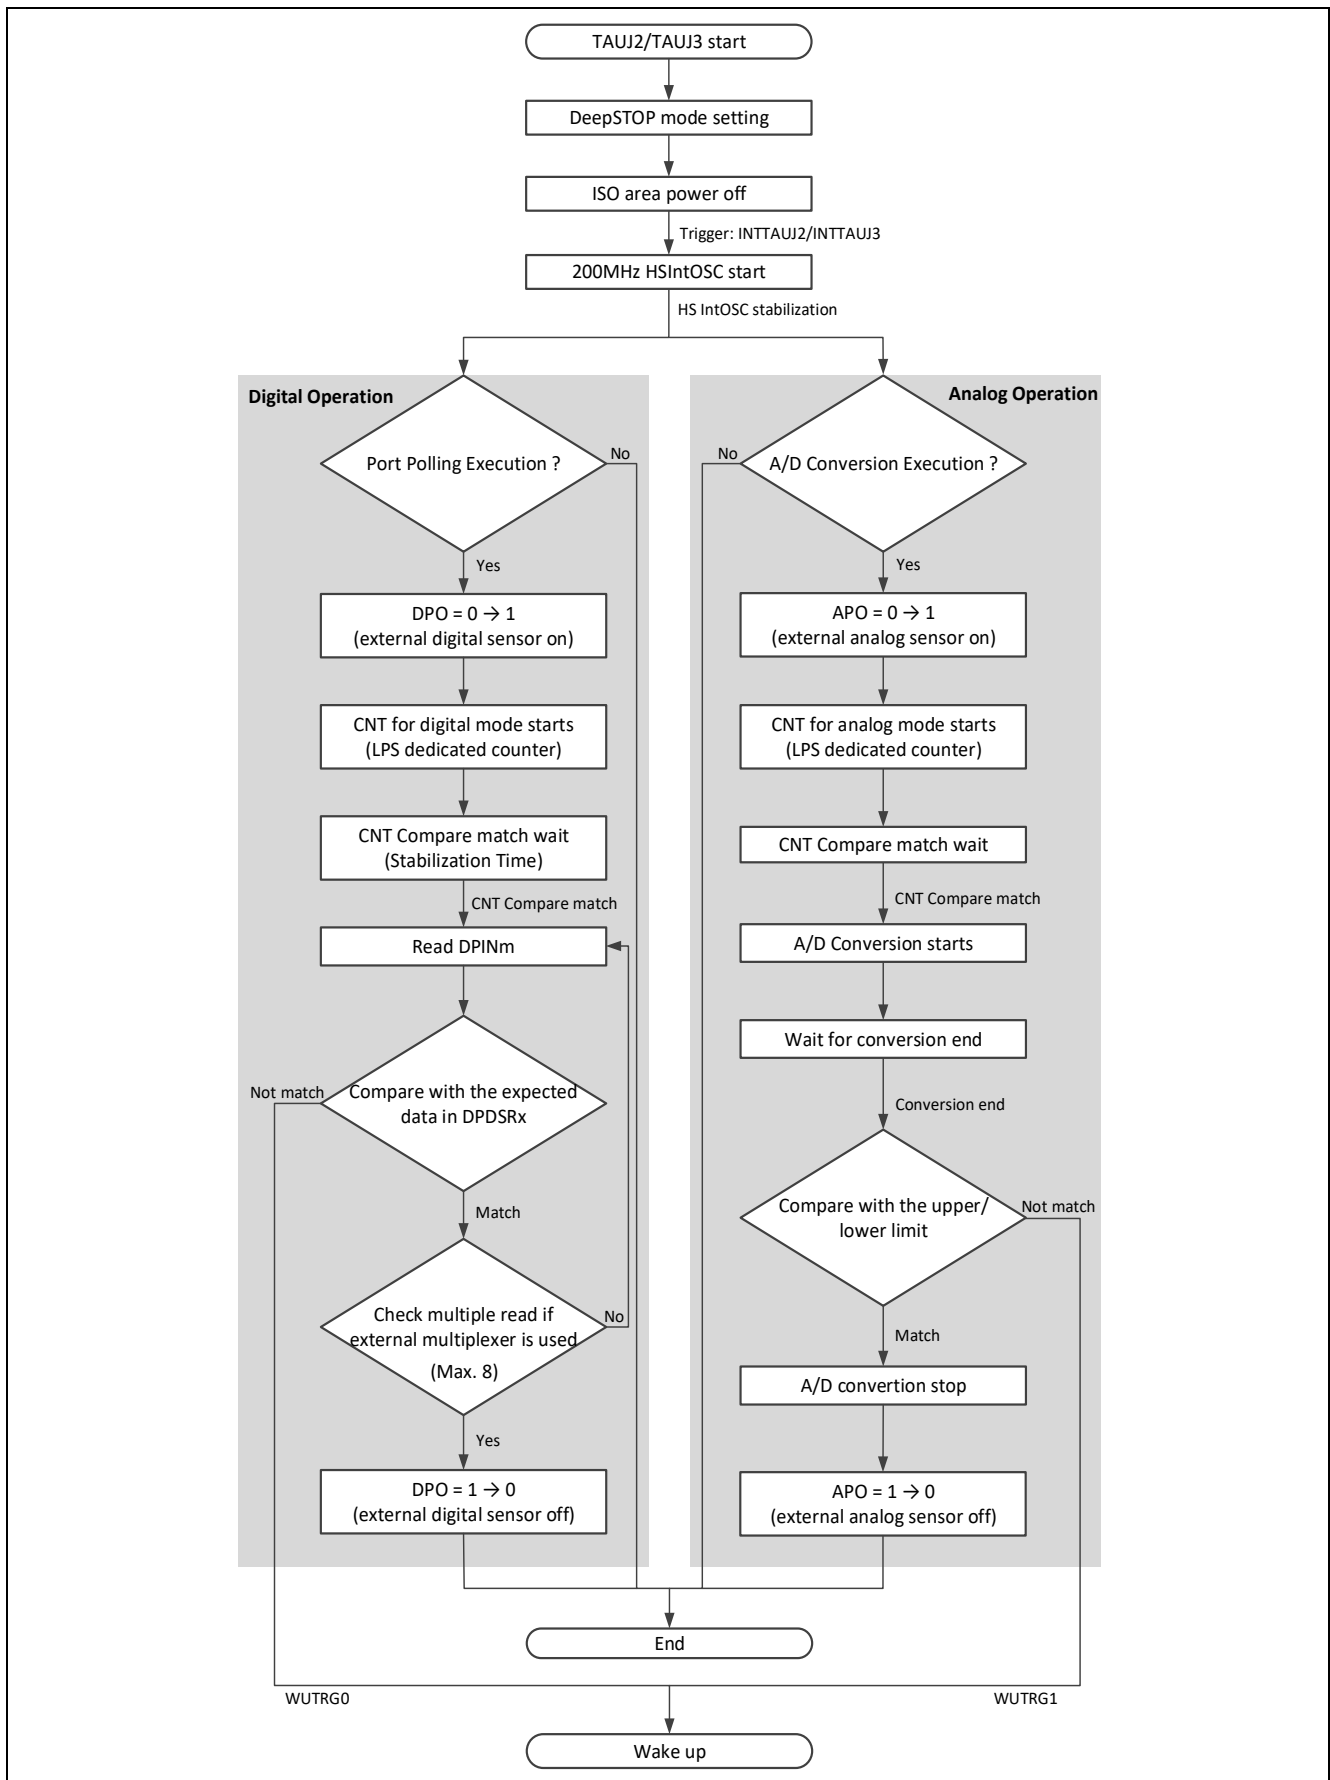 TAUJ2/TAUJ3 start
DeepSTOP mode setting
ISO area power off
Trigger: INTTAUJ2/INTTAUJ3
200MHz HSIntOSC start
HS IntOSC stabilization
Digital Operation
Port Polling Execution ?
No
Yes
DPO = 0 → 1
(external digital sensor on)
CNT for digital mode starts
(LPS dedicated counter)
CNT Compare match wait
(Stabilization Time)
CNT Compare match
Read DPINm
Not match
Compare with the expected
data in DPDSRx
Match
Check multiple read if
external multiplexer is used
(Max. 8)
No
Yes
DPO = 1 → 0
(external digital sensor off)
Analog Operation
No
A/D Conversion Execution ?
Yes
APO = 0 → 1
(external analog sensor on)
CNT for analog mode starts
(LPS dedicated counter)
CNT Compare match wait
CNT Compare match
A/D Conversion starts
Wait for conversion end
Conversion end
Compare with the upper/
lower limit
Not match
Match
A/D convertion stop
APO = 1 → 0
(external analog sensor off)
End
WUTRG0
WUTRG1
Wake up